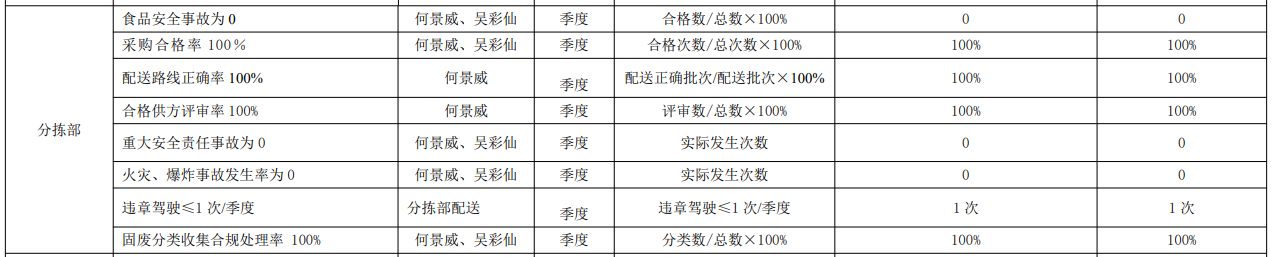 食品安全事故为0 何景威、吴彩仙 季度 合格数/总数×100% 0 0
采购合格率 100% 何景威、吴彩仙 季度 合格次数/总次数×100% 100% 100%
配送路线正确率100% 何景威 季度 配送正确批次/配送批次×100% 100% 100%
合格供方评审率100% 何景威 季度 评审数/总数×100% 100% 100%
分拣部
重大安全责任事故为0 何景威、吴彩仙 季度 实际发生次数 0 0
火灾、爆炸事故发生率为0 何景威、吴彩仙 季度 实际发生次数 0 0
违章驾驶≤1次/季度 分拣部配送 季度 违章驾驶≤1次/季度 1次 1次
固废分类收集合规处理率 100% 何景威、吴彩仙 季度 分类数/总数×100% 100% 100%